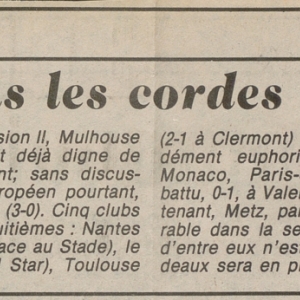 s les cordes
sion II, Mulhouse
t déjà digne de
nt; sans discus-
ropéen pourtant,
(3-0). Cinq clubs
uitièmes : Nantes
ace au Stade), le
l Star), Toulouse
(2-1 à Clermont)
dément euphori
Monaco, Paris-
battu, 0-1, à Valen
tenant, Metz, pa
rable dans la se
d'entre eux n'es
deaux sera en p